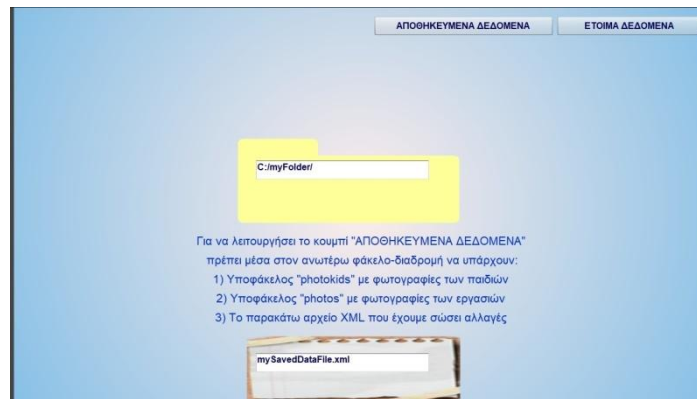 ΑΠΟΘΗΚΕΥΜΕΝΑ ΔΕΔΟΜΕΝΑ
ΕΤΟΙΜΑ ΔΕΔΟΜΕΝΑ
C:/myFolder/
Για να λειτουργήσει το κουμπί "ΑΠΟΘΗΚΕΥΜΕΝΑ ΔΕΔΟΜΕΝΑ"
πρέπει μέσα στον ανωτέρω φάκελο-διαδρομή να υπάρχουν:
1) Υποφάκελος "photokids" με φωτογραφίες των παιδιών
2) Υποφάκελος "photos" με φωτογραφίες των εργασιών
3) Το παρακάτω αρχείο XML που έχουμε σώσει αλλαγές
mySavedDataFile.xml